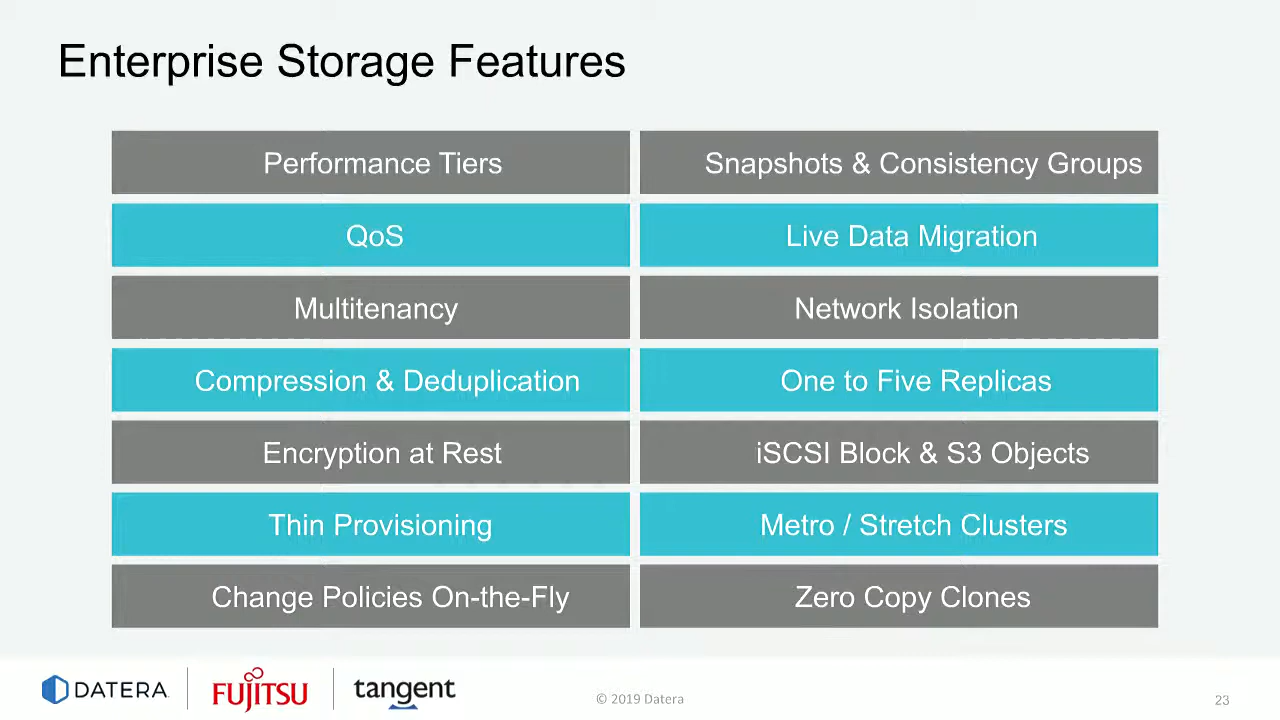 Enterprise Storage Features
Performance Tiers
Snapshots & Consistency Groups
QoS
Live Data Migration
Multitenancy
Network Isolation
Compression & Deduplication
One to Five Replicas
Encryption at Rest
iSCSI Block & S3 Objects
Thin Provisioning
Metro / Stretch Clusters
Change Policies On-the-Fly
Zero Copy Clones
DATERA
FUJITSU
tangent
© 2019 Datera
23